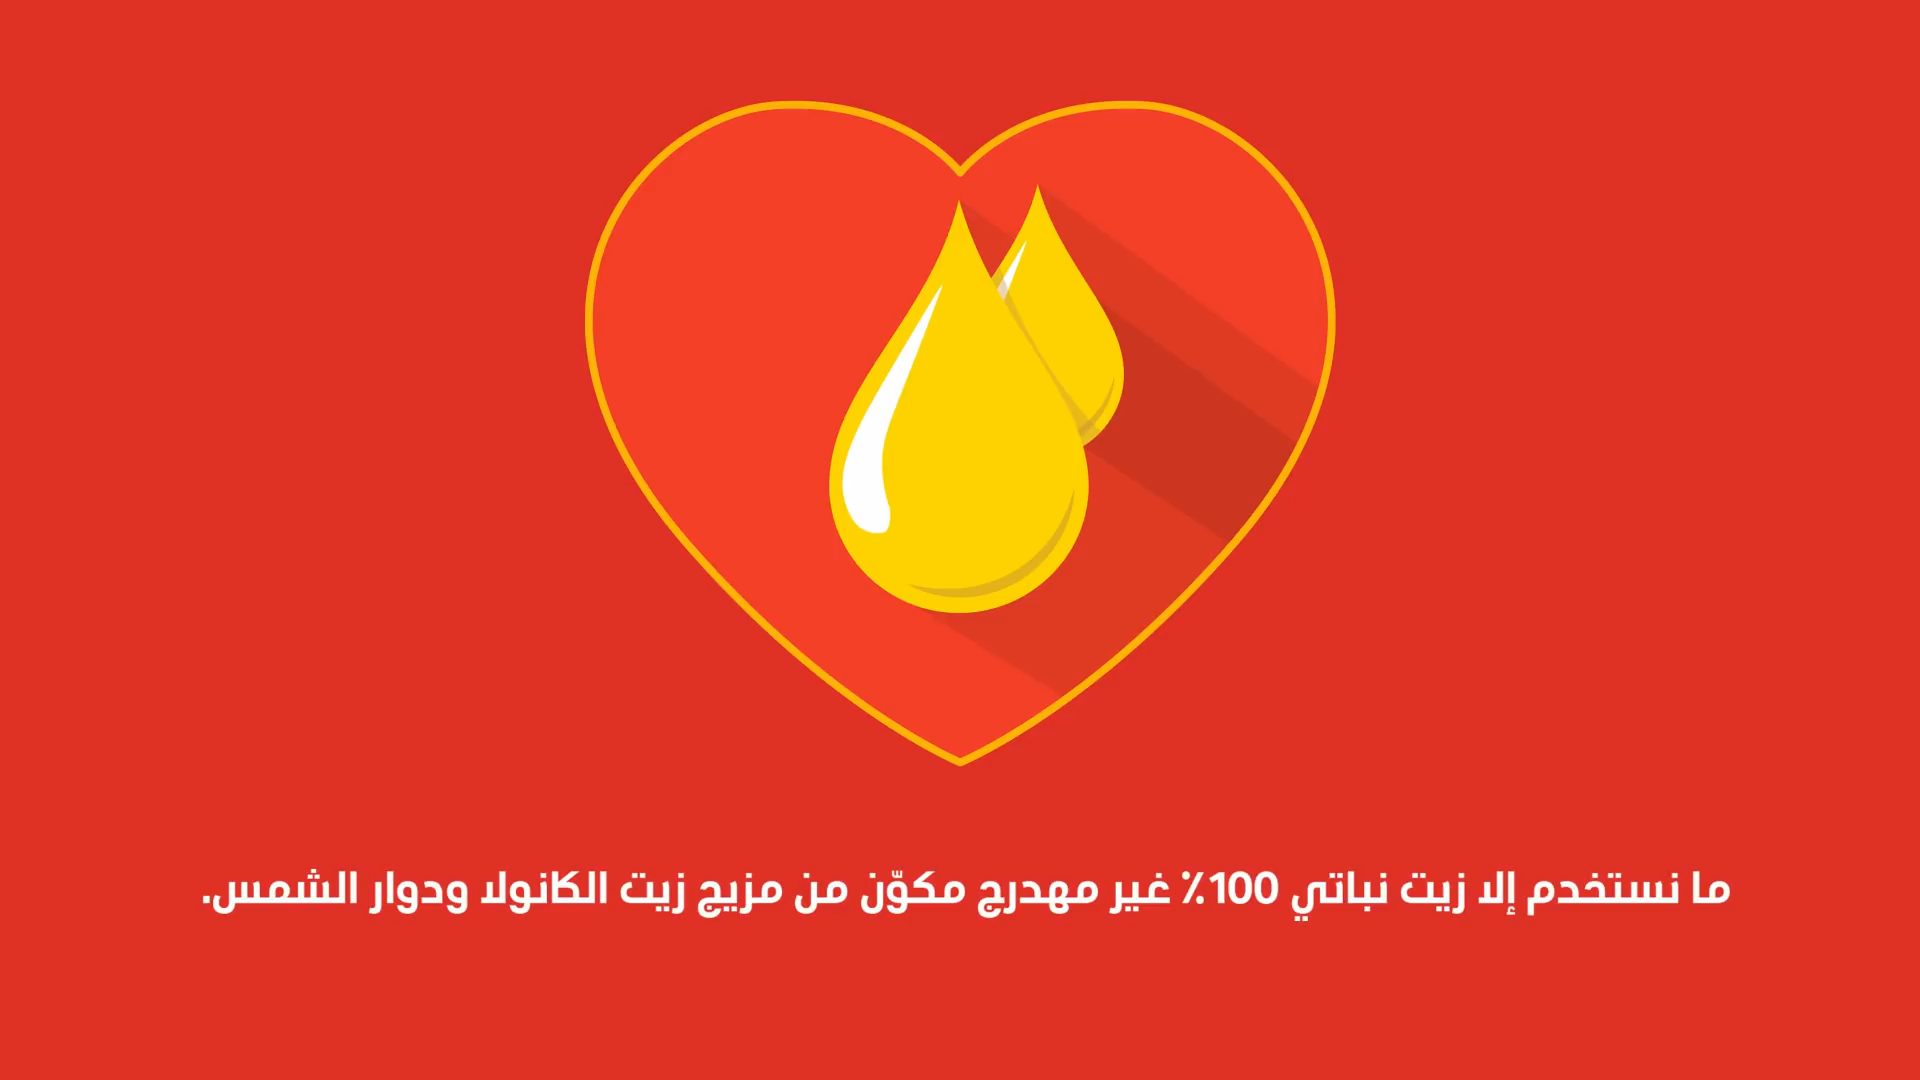 ما نستخدم إلا زيت نباتي 100٪ غير مهدرج مكوّن من مزيج زيت الكانولا ودوار الشمس.